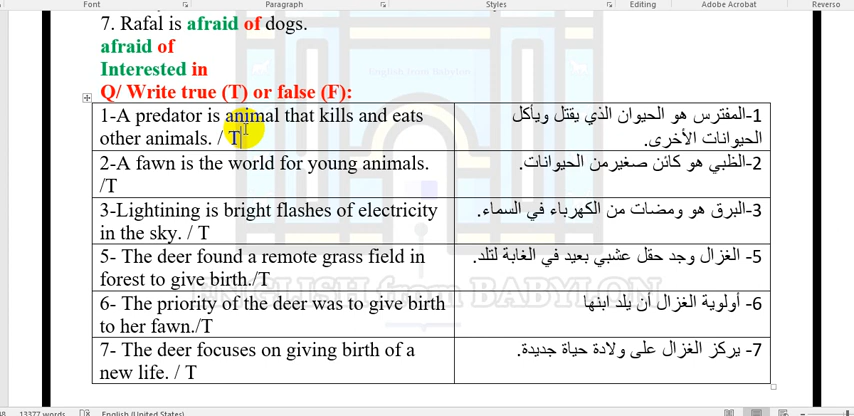 Font
Paragraph
Styles
Editing
Adobe Acrobat
Reverso
7. Rafal is afraid of dogs.
afraid of
Interested in
Q/ Write true (T) or false (F):
1-A predator is animal that kills and eats
other animals. / T
1-المفترس هو الحيوان الذي يقتل ويأكل
الحيوانات الأخرى.
2-A fawn is the world for young animals.
/T
2-الظبي هو كائن صغيرمن الحيوانات.
3-Lightining is bright flashes of electricity
in the sky. / T
3-البرق هو ومضات من الكهرباء في السماء.
5- The deer found a remote grass field in
forest to give birth./T
5- الغزال وجد حقل عشبي بعيد في الغابة لتلد.
6- The priority of the deer was to give birth
to her fawn./T
6- أولوية الغزال أن يلد ابنها
7- The deer focuses on giving birth of a
new life. / T
7- يركز الغزال على ولادة حياة جديدة.
English from Babylon
ENGLISH from BABYLON
13377 words
English (United States)